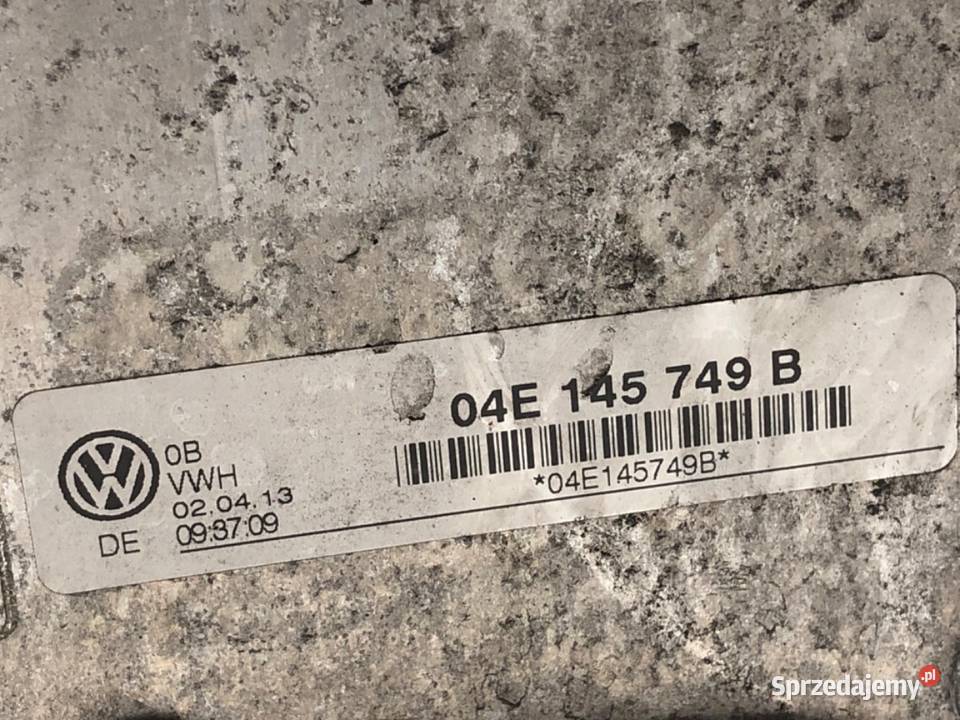 04E 145 749 B
*04E145749B*
0B
VWH
02.04.13
09:37:09
DE
Sprzedajemy.pl